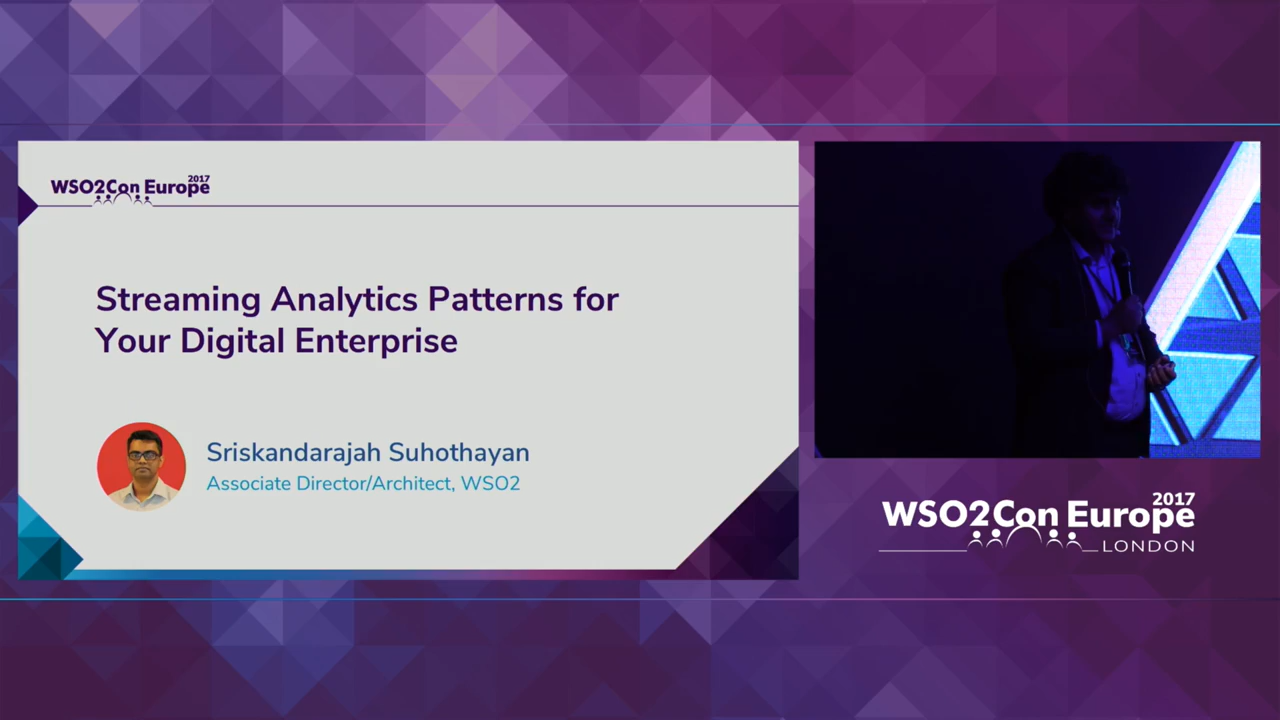 WSO2Con Europe 2017
Streaming Analytics Patterns for
Your Digital Enterprise
Sriskandarajah Suhothayan
Associate Director/Architect, WSO2
WSO2Con Europe 2017
LONDON